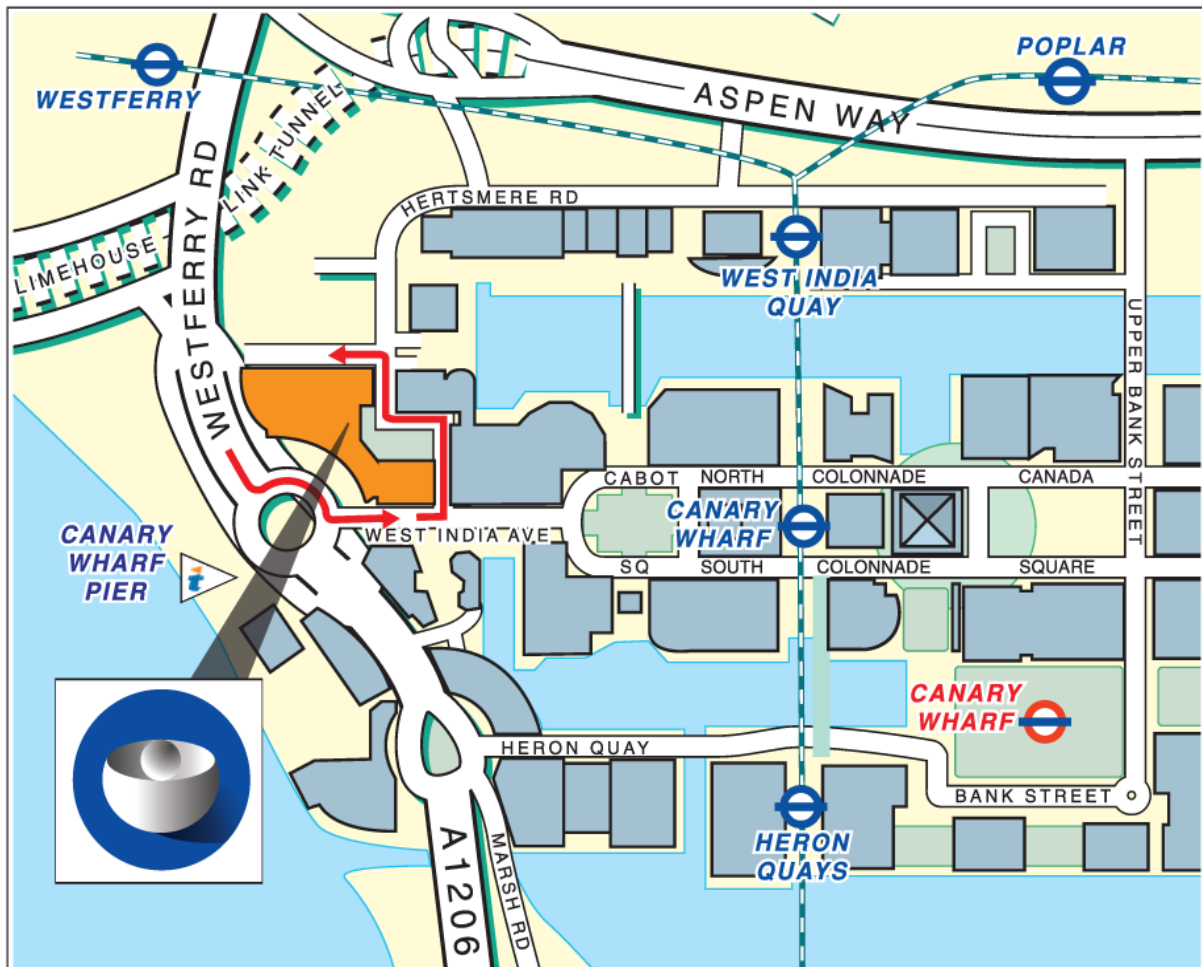 POPLAR
WESTFERRY
ASPEN WAY
LINK TUNNEL
WESTFERRY RD
HERTSMERE RD
LIMEHOUSE
WEST INDIA
QUAY
UPPER BANK STREET
CABOT
NORTH
COLONNADE
CANADA
CANARY
WHARF
WEST INDIA AVE
CANARY
WHARF
PIER
SQ
SOUTH
COLONNADE
SQUARE
CANARY
WHARF
HERON QUAY
BANK STREET
HERON
QUAYS
A1206
MARSH RD